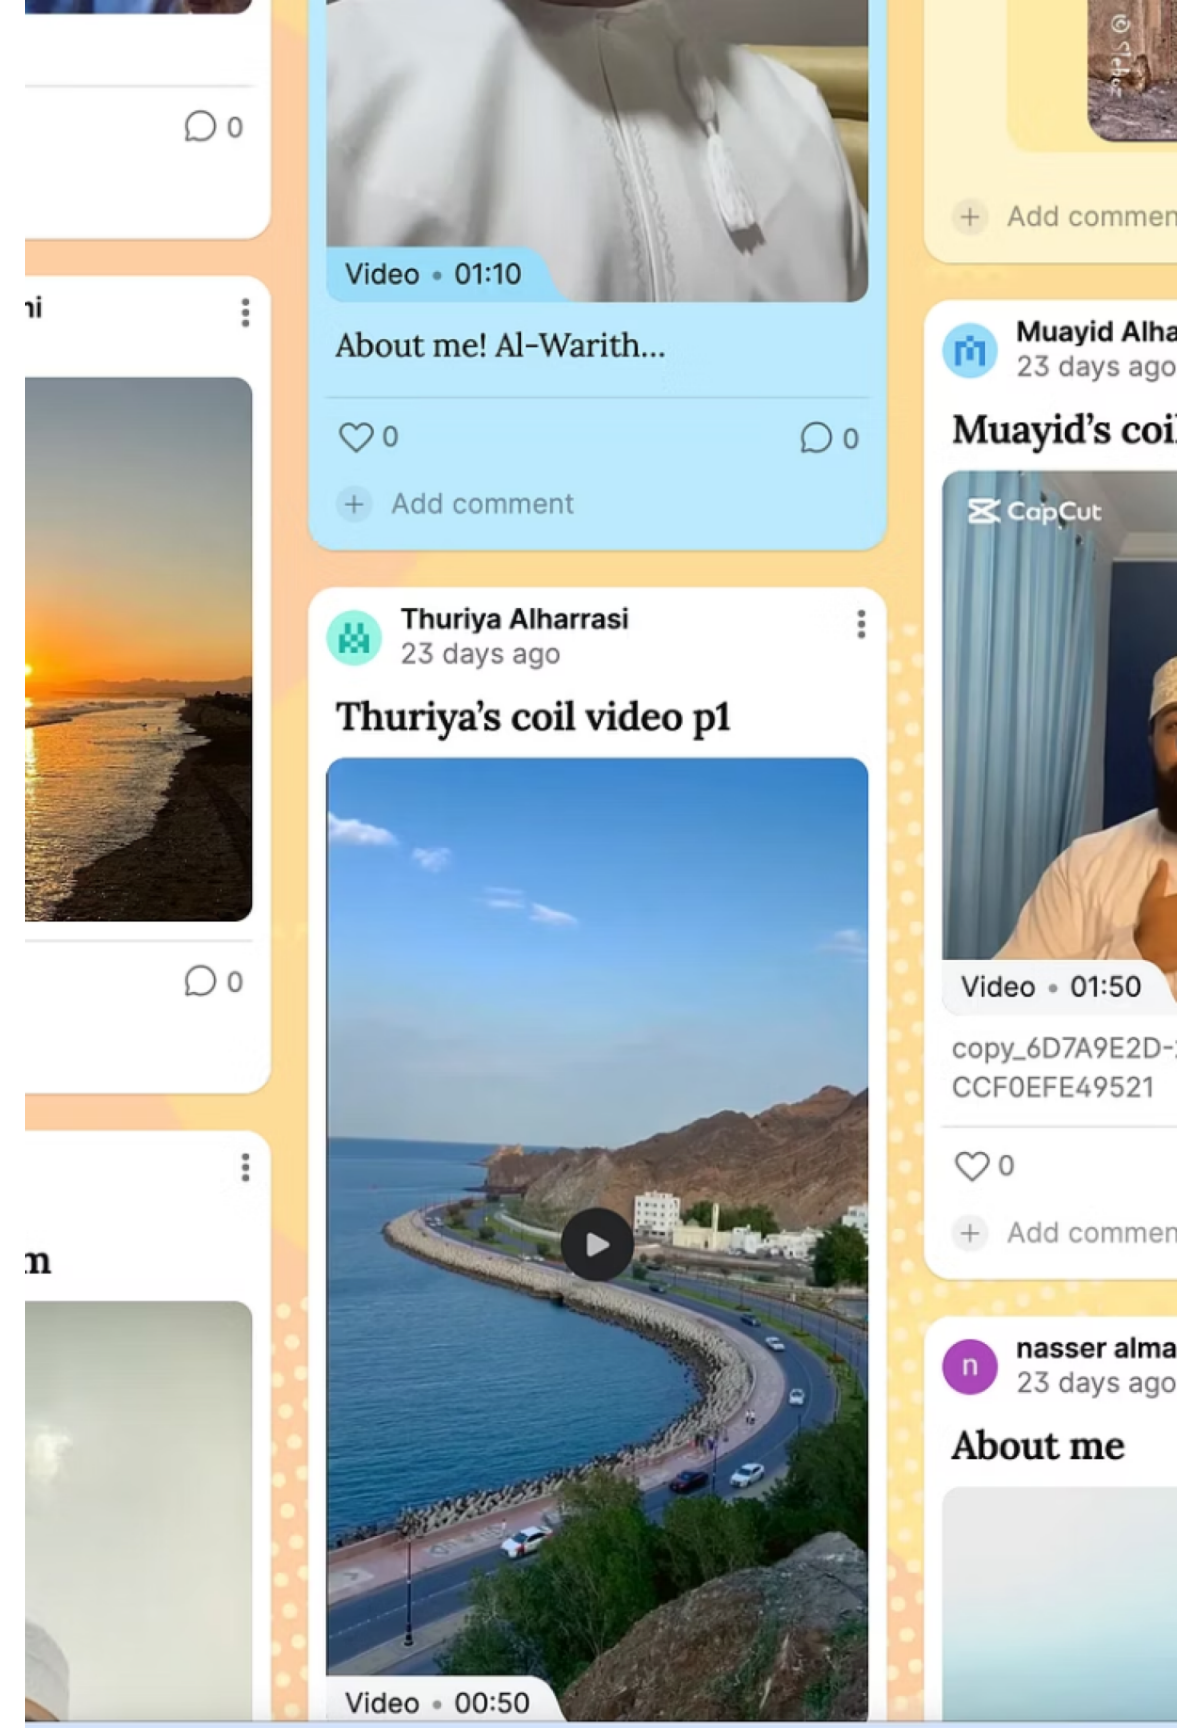 0
ni
0
m
Video • 01:10
About me! Al-Warith...
0
0
+ Add comment
Thuriya Alharrasi
23 days ago
Thuriya's coil video p1
Video • 00:50
+ Add commen
Muayid Alha
23 days ago
Muayid's coil
CapCut
Video • 01:50
copy_6D7A9E2D-
CCF0EFE49521
0
+ Add commen
n
nasser alma
23 days ago
About me